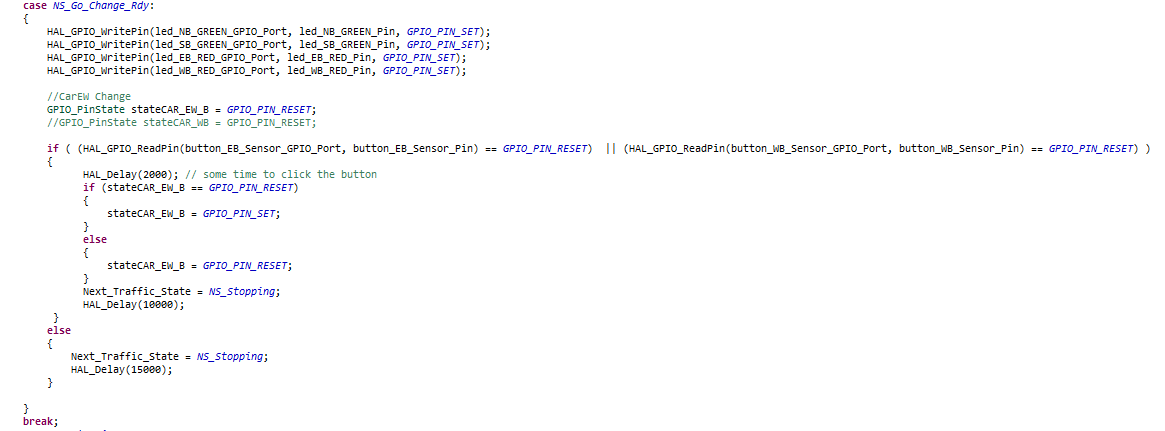 case NS_Go_Change_Rdy:
{
HAL_GPIO_WritePin(led_NB_GREEN_GPIO_Port, led_NB_GREEN_Pin, GPIO_PIN_SET);
HAL_GPIO_WritePin(led_SB_GREEN_GPIO_Port, led_SB_GREEN_Pin, GPIO_PIN_SET);
HAL_GPIO_WritePin(led_EB_RED_GPIO_Port, led_EB_RED_Pin, GPIO_PIN_SET);
HAL_GPIO_WritePin(led_WB_RED_GPIO_Port, led_WB_RED_Pin, GPIO_PIN_SET);
//CarEW Change
GPIO_PinState stateCAR_EW_B = GPIO_PIN_RESET;
//GPIO_PinState stateCAR_WB = GPIO_PIN_RESET;
if ( (HAL_GPIO_ReadPin(button_EB_Sensor_GPIO_Port, button_EB_Sensor_Pin) == GPIO_PIN_RESET)  || (HAL_GPIO_ReadPin(button_WB_Sensor_GPIO_Port, button_WB_Sensor_Pin) == GPIO_PIN_RESET) )
{
HAL_Delay(2000); // some time to click the button
if (stateCAR_EW_B == GPIO_PIN_RESET)
{
stateCAR_EW_B = GPIO_PIN_SET;
}
else
{
stateCAR_EW_B = GPIO_PIN_RESET;
}
Next_Traffic_State = NS_Stopping;
HAL_Delay(10000);
}
else
{
Next_Traffic_State = NS_Stopping;
HAL_Delay(15000);
}
}
break;